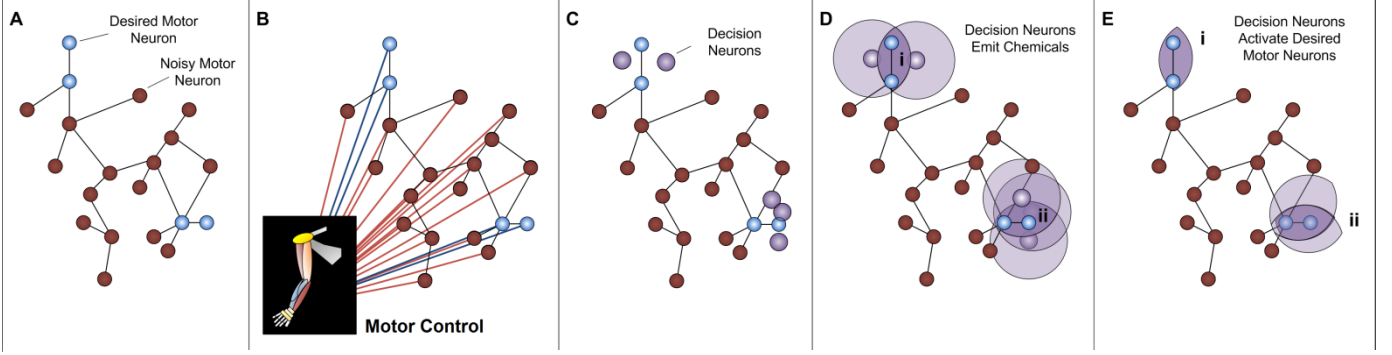 A
Desired Motor
Neuron
Noisy Motor
Neuron
B
Motor Control
C
Decision
Neurons
D
Decision Neurons
Emit Chemicals
i
ii
E
Decision Neurons
Activate Desired
Motor Neurons
i
ii